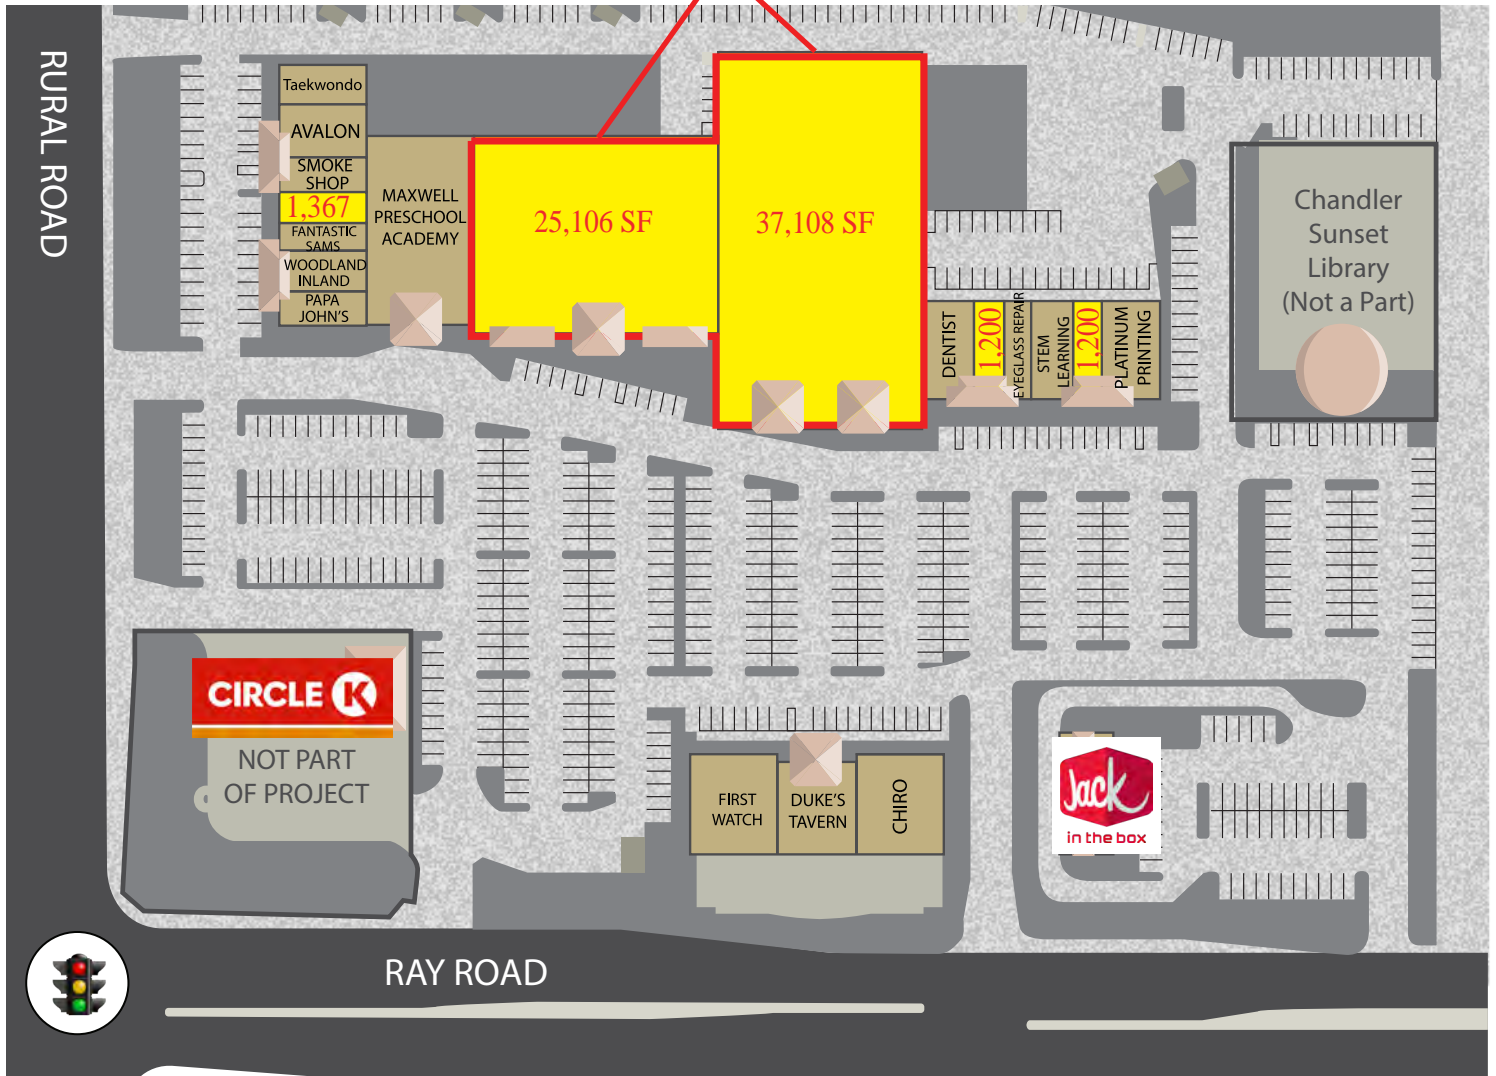 RURAL ROAD
Taekwondo
AVALON
SMOKE
SHOP
1,367
FANTASTIC
SAMS
WOODLAND
INLAND
PAPA
JOHN'S
MAXWELL
PRESCHOOL
ACADEMY
25,106 SF
37,108 SF
DENTIST
1,200
EYEGLASS REPAIR
STEM
LEARNING
1,200
PLATINUM
PRINTING
Chandler
Sunset
Library
(Not a Part)
CIRCLE K
NOT PART
OF PROJECT
FIRST
WATCH
DUKE'S
TAVERN
CHIRO
Jack
in the box
RAY ROAD